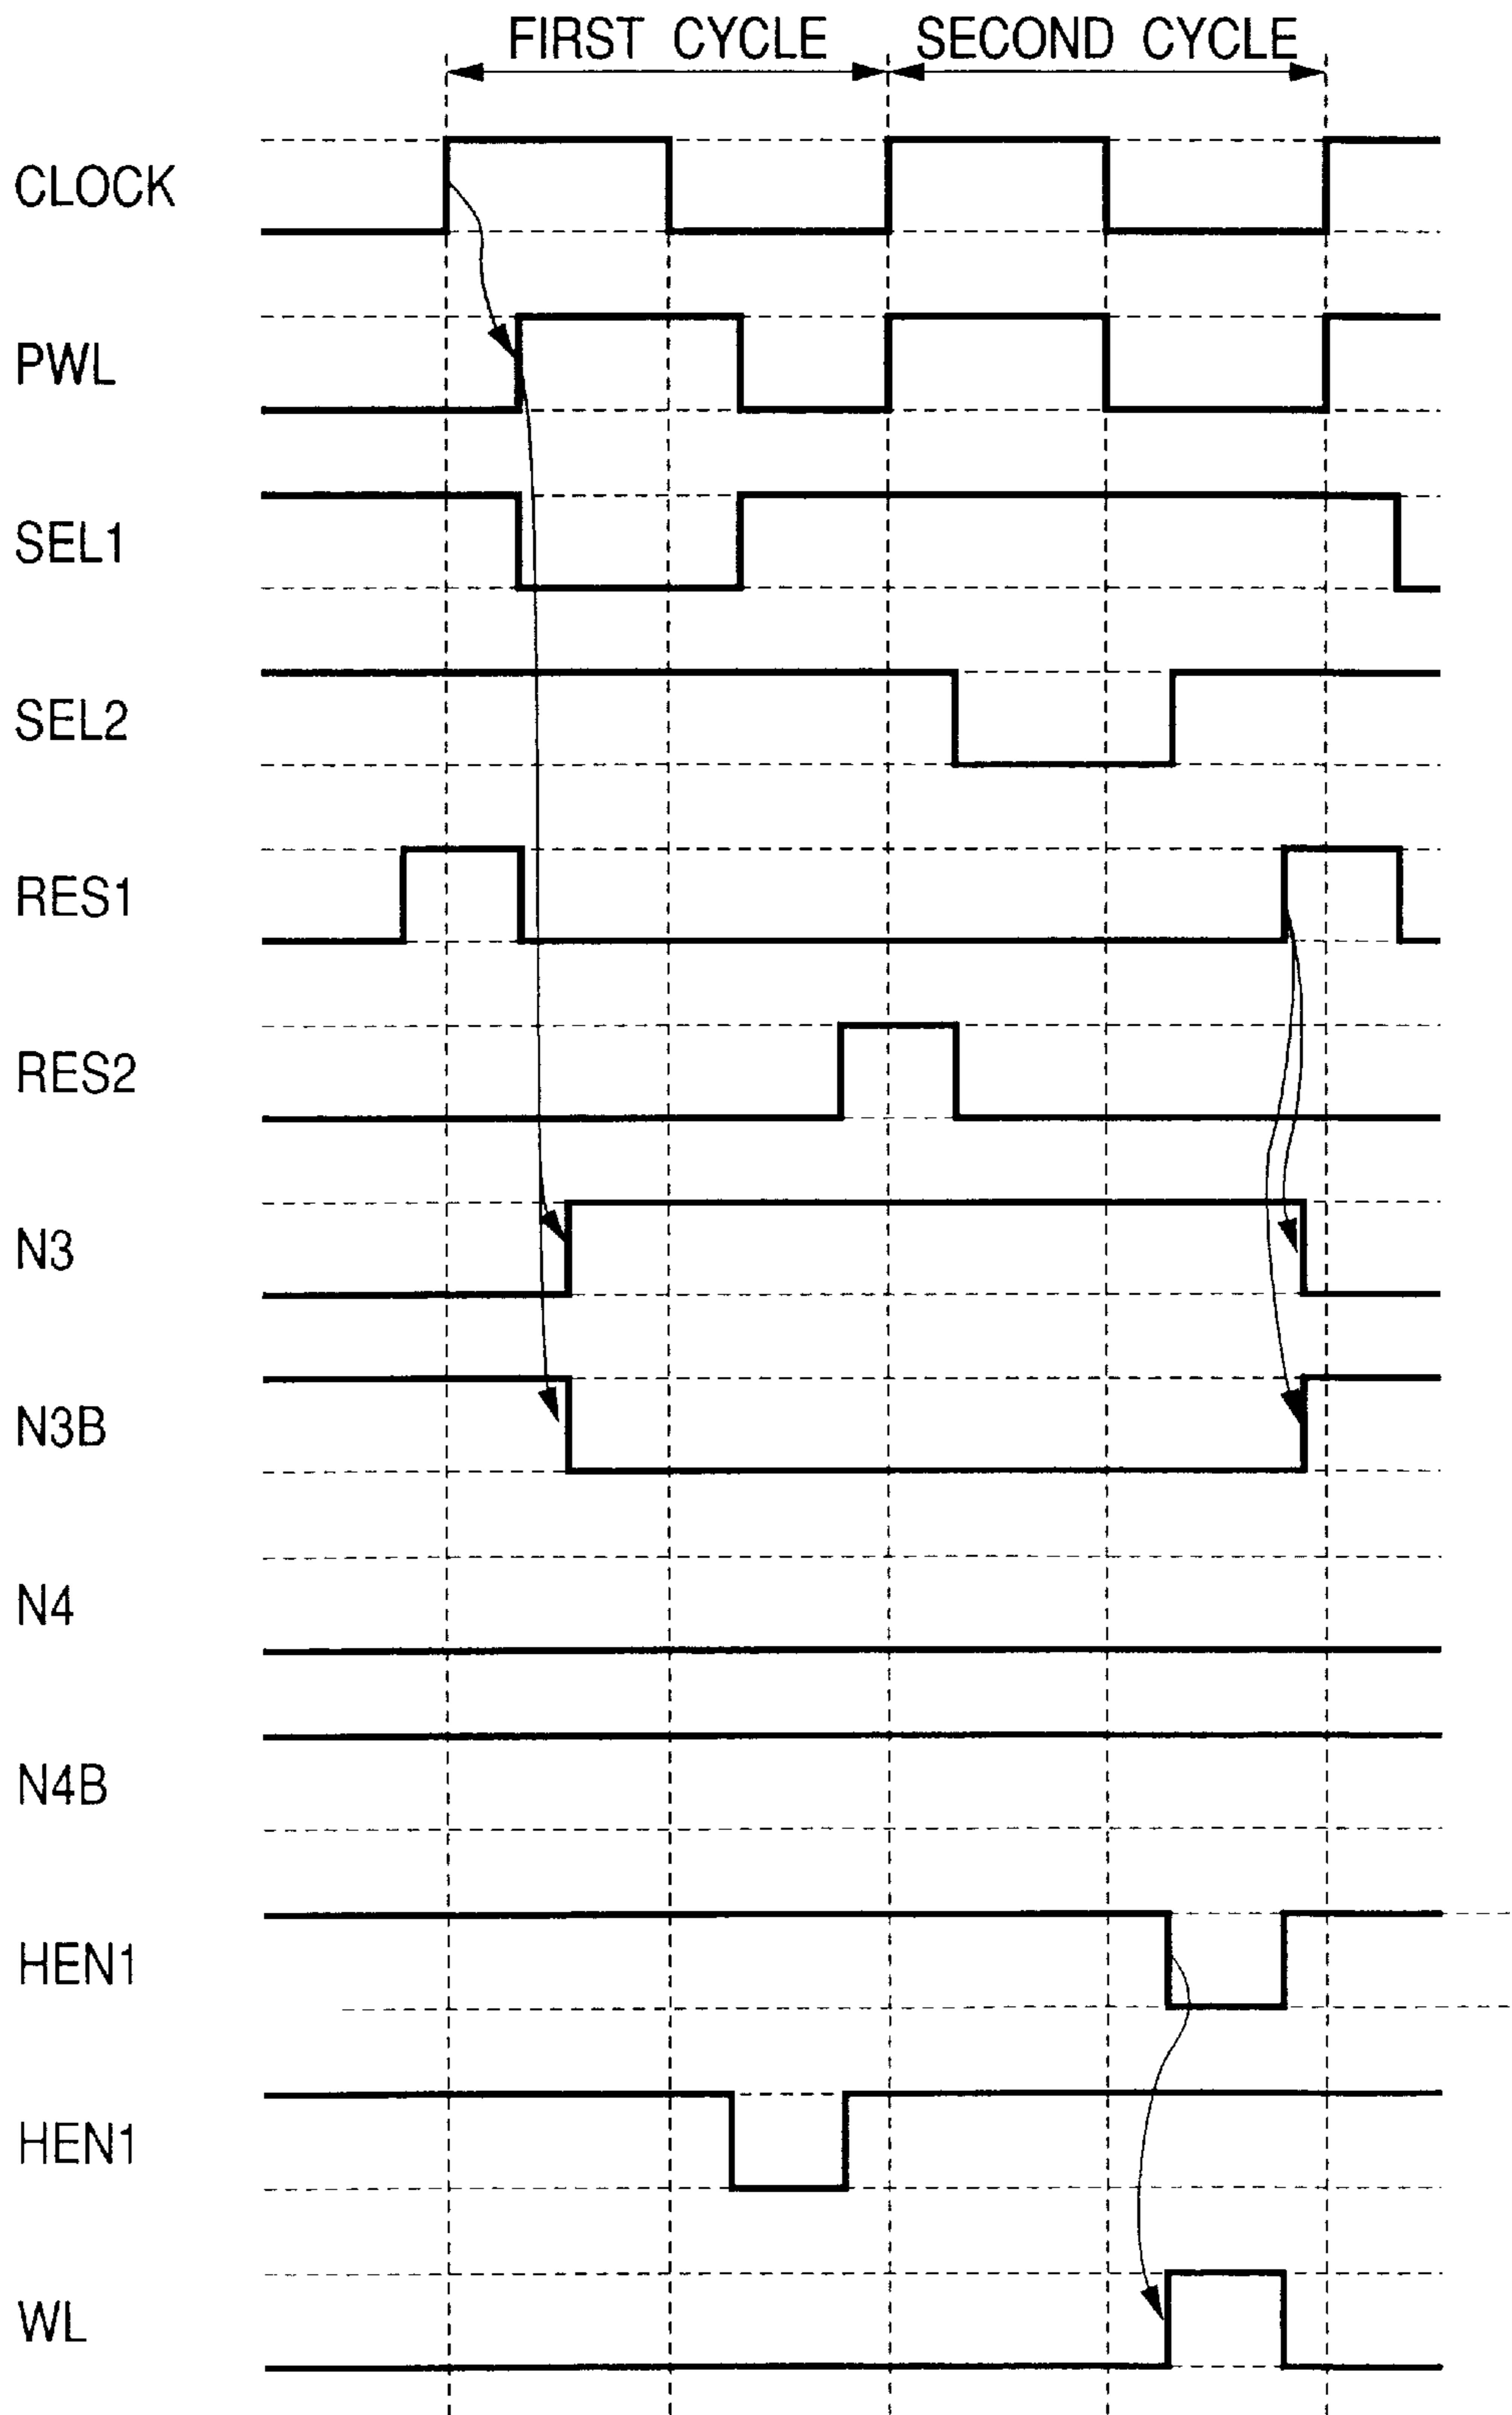 FIRST CYCLE SECOND CYCLE
CLOCK
PWL
SEL1
SEL2
RES1
RES2
N3
N3B
N4
N4B
HEN1
HEN1
WL